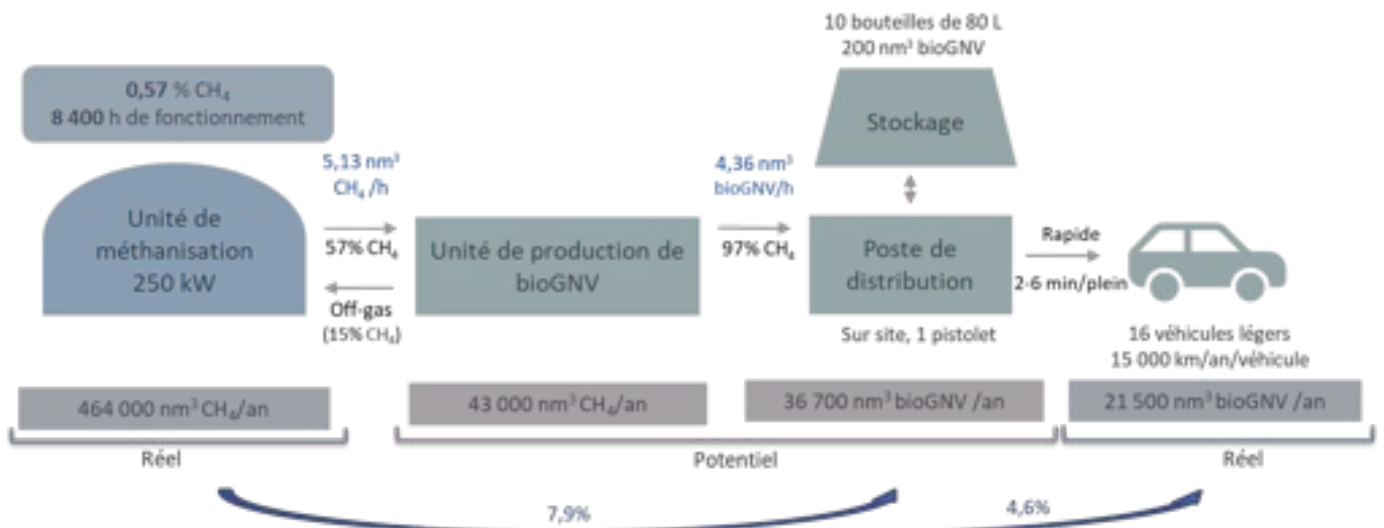 10 bouteilles de 80 L
200 nm³ bioGNV
0,57 % CH₄
8 400 h de fonctionnement
Stockage
5,13 nm³
CH₄ /h
4,36 nm³
bioGNV/h
Unité de
méthanisation
250 kW
57% CH₄
Off-gas
(15% CH₄)
Unité de production de
bioGNV
97% CH₄
Poste de
distribution
Rapide
2-6 min/plein
Sur site, 1 pistolet
16 véhicules légers
15 000 km/an/véhicule
464 000 nm³ CH₄/an
43 000 nm³ CH₄/an
36 700 nm³ bioGNV /an
21 500 nm³ bioGNV /an
Réel
Potentiel
Réel
7,9%
4,6%